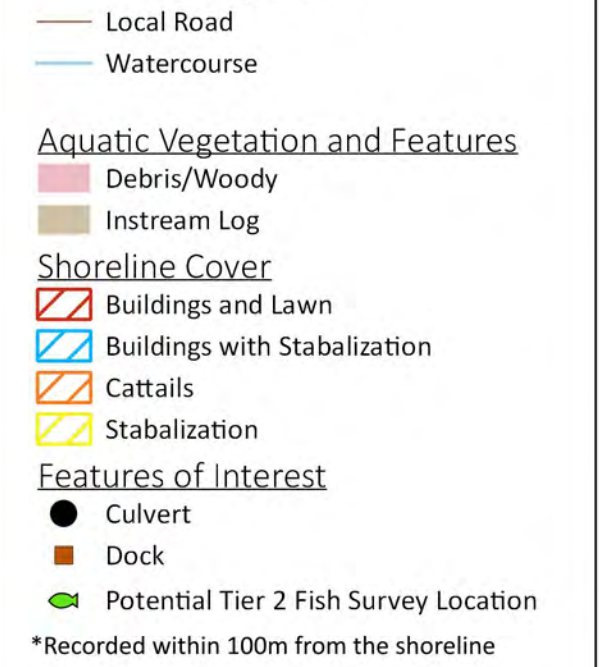 Local Road
Watercourse
Aquatic Vegetation and Features
Debris/Woody
Instream Log
Shoreline Cover
Buildings and Lawn
Buildings with Stabalization
Cattails
Stabalization
Features of Interest
Culvert
Dock
Potential Tier 2 Fish Survey Location
*Recorded within 100m from the shoreline